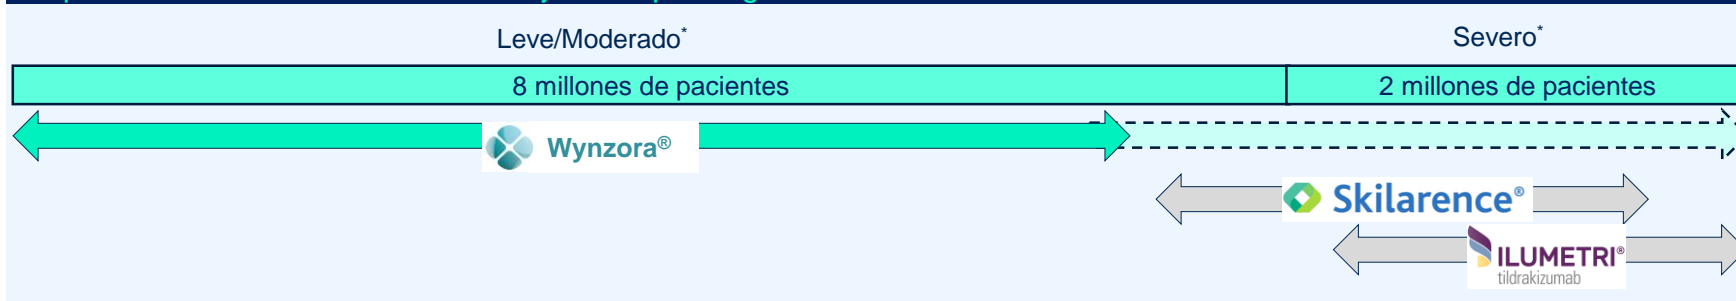 Leve/Moderado*
Severo*
8 millones de pacientes
2 millones de pacientes
Wynzora®
Skilarence®
ILUMETRI®
tildrakizumab